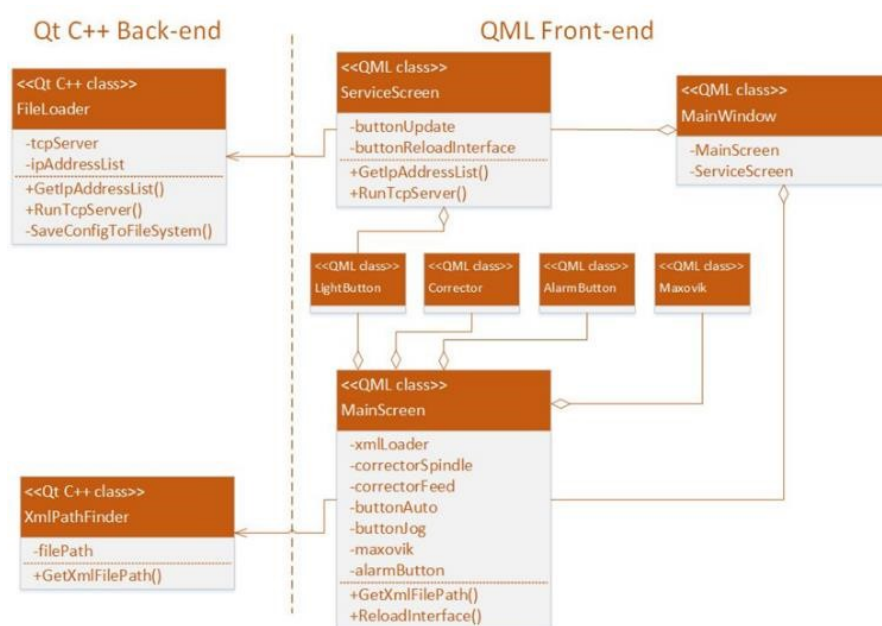 Qt C++ Back-end
QML Front-end
<<Qt C++ class>>
FileLoader
-tcpServer
-ipAddressList
+GetIpAddressList()
+RunTcpServer()
-SaveConfigToFileSystem()
<<QML class>>
ServiceScreen
-buttonUpdate
-buttonReloadInterface
+GetIpAddressList()
+RunTcpServer()
<<QML class>>
MainWindow
-MainScreen
-ServiceScreen
<<QML class>>
LightButton
<<QML class>>
Corrector
<<QML class>>
AlarmButton
<<QML class>>
Maxovik
<<QML class>>
MainScreen
-xmlLoader
-correctorSpindle
-correctorFeed
-buttonAuto
-buttonJog
-maxovik
-alarmButton
+GetXmlFilePath()
+ReloadInterface()
<<Qt C++ class>>
XmlPathFinder
-filePath
+GetXmlFilePath()